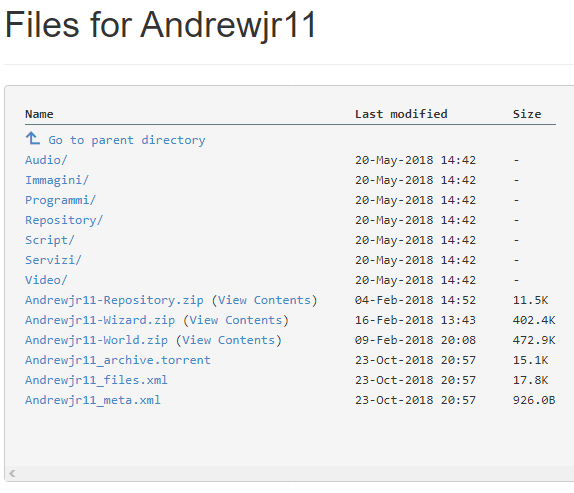 Files for Andrewjr11
Name Last modified Size
Go to parent directory
Audio/ 20-May-2018 14:42 -
Immagini/ 20-May-2018 14:42 -
Programmi/ 20-May-2018 14:42 -
Repository/ 20-May-2018 14:42 -
Script/ 20-May-2018 14:42 -
Servizi/ 20-May-2018 14:42 -
Video/ 20-May-2018 14:42 -
Andrewjr11-Repository.zip (View Contents) 04-Feb-2018 14:52 11.5K
Andrewjr11-Wizard.zip (View Contents) 16-Feb-2018 13:43 402.4K
Andrewjr11-World.zip (View Contents) 09-Feb-2018 20:08 472.9K
Andrewjr11_archive.torrent 23-Oct-2018 20:57 15.1K
Andrewjr11_files.xml 23-Oct-2018 20:57 17.8K
Andrewjr11_meta.xml 23-Oct-2018 20:57 926.0B